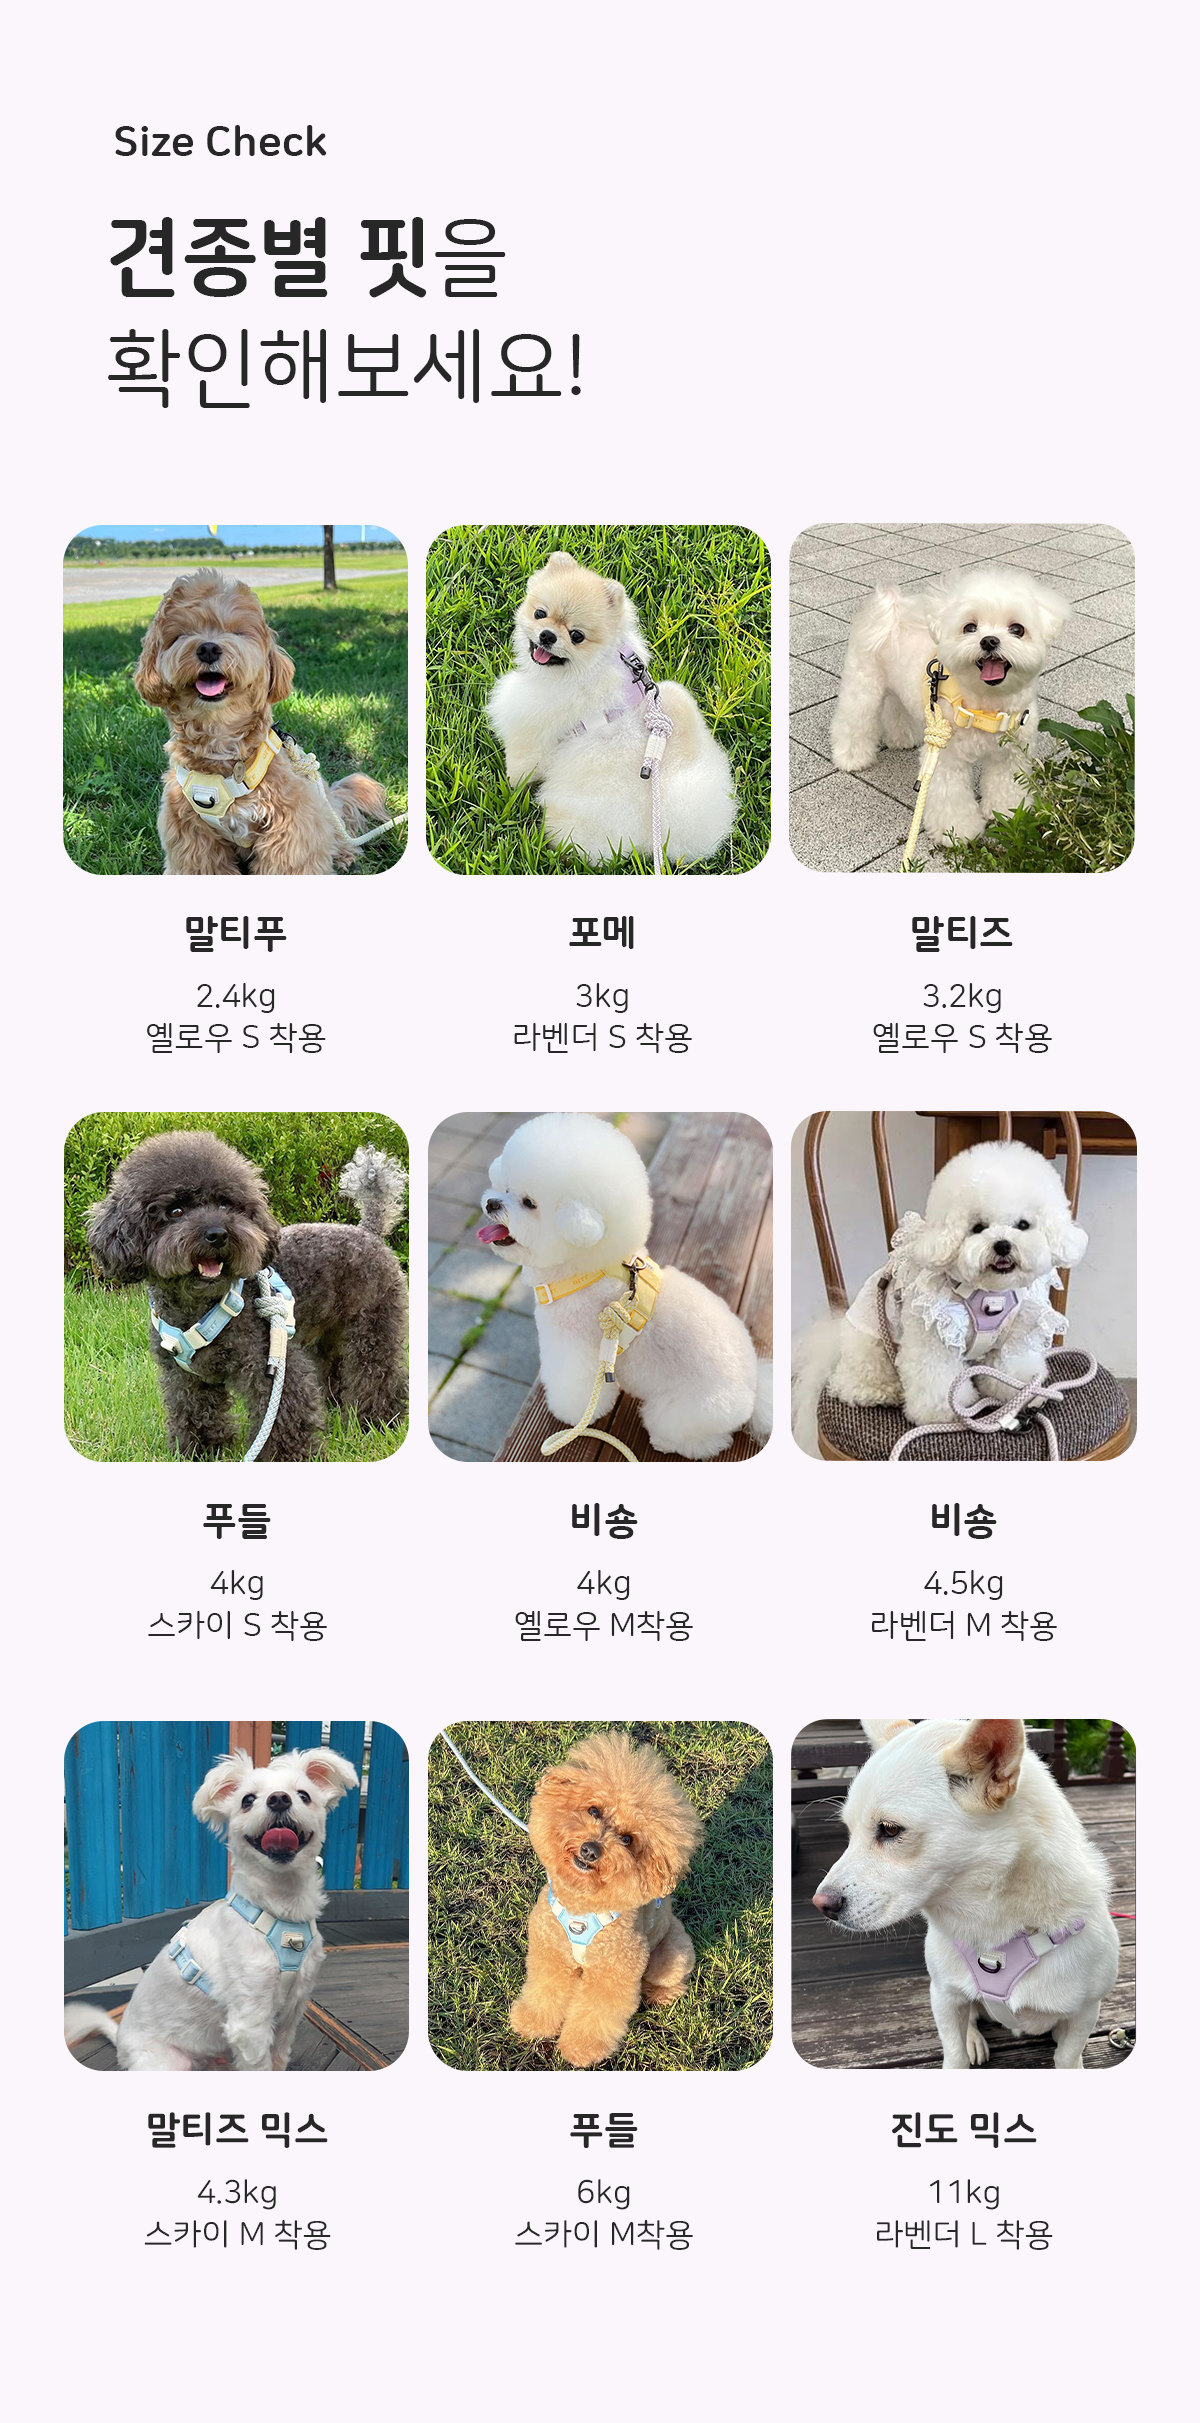 Size Check
견종별 핏을
확인해보세요!
말티푸
2.4kg
옐로우 S 착용
포메
3kg
라벤더 S 착용
말티즈
3.2kg
옐로우 S 착용
푸들
4kg
스카이 S 착용
비숑
4kg
옐로우 M착용
비숑
4.5kg
라벤더 M 착용
말티즈 믹스
4.3kg
스카이 M 착용
푸들
6kg
스카이 M착용
진도 믹스
11kg
라벤더 L 착용